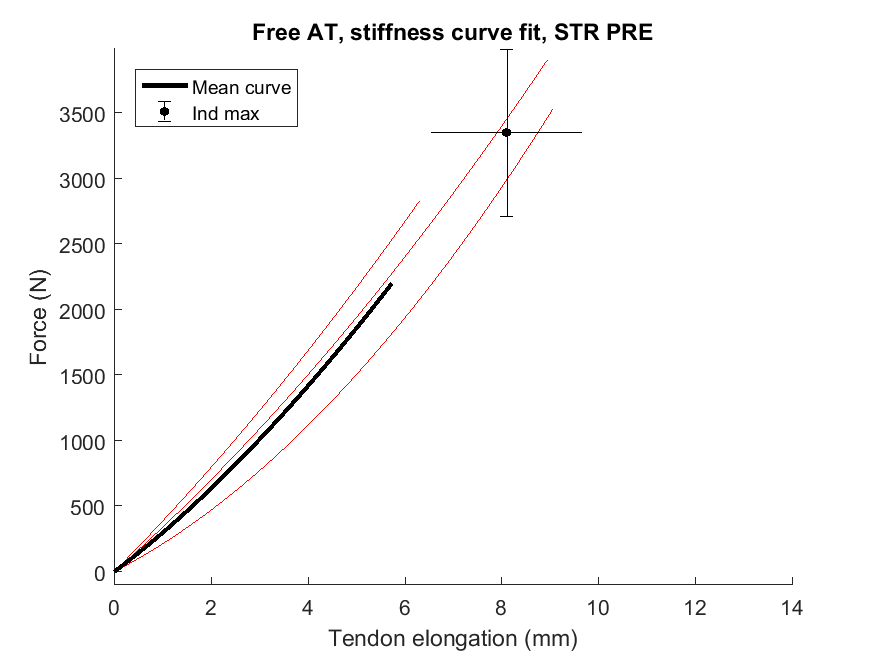 Free AT, stiffness curve fit, STR PRE
Mean curve
Ind max
3500
3000
2500
2000
1500
1000
500
0
Force (N)
0 2 4 6 8 10 12 14
Tendon elongation (mm)